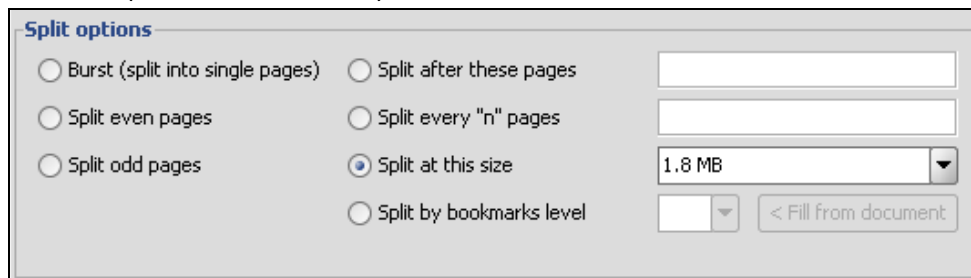 Split options
Burst (split into single pages) Split after these pages
Split even pages Split every "n" pages
Split odd pages Split at this size 1.8 MB
Split by bookmarks level < Fill from document